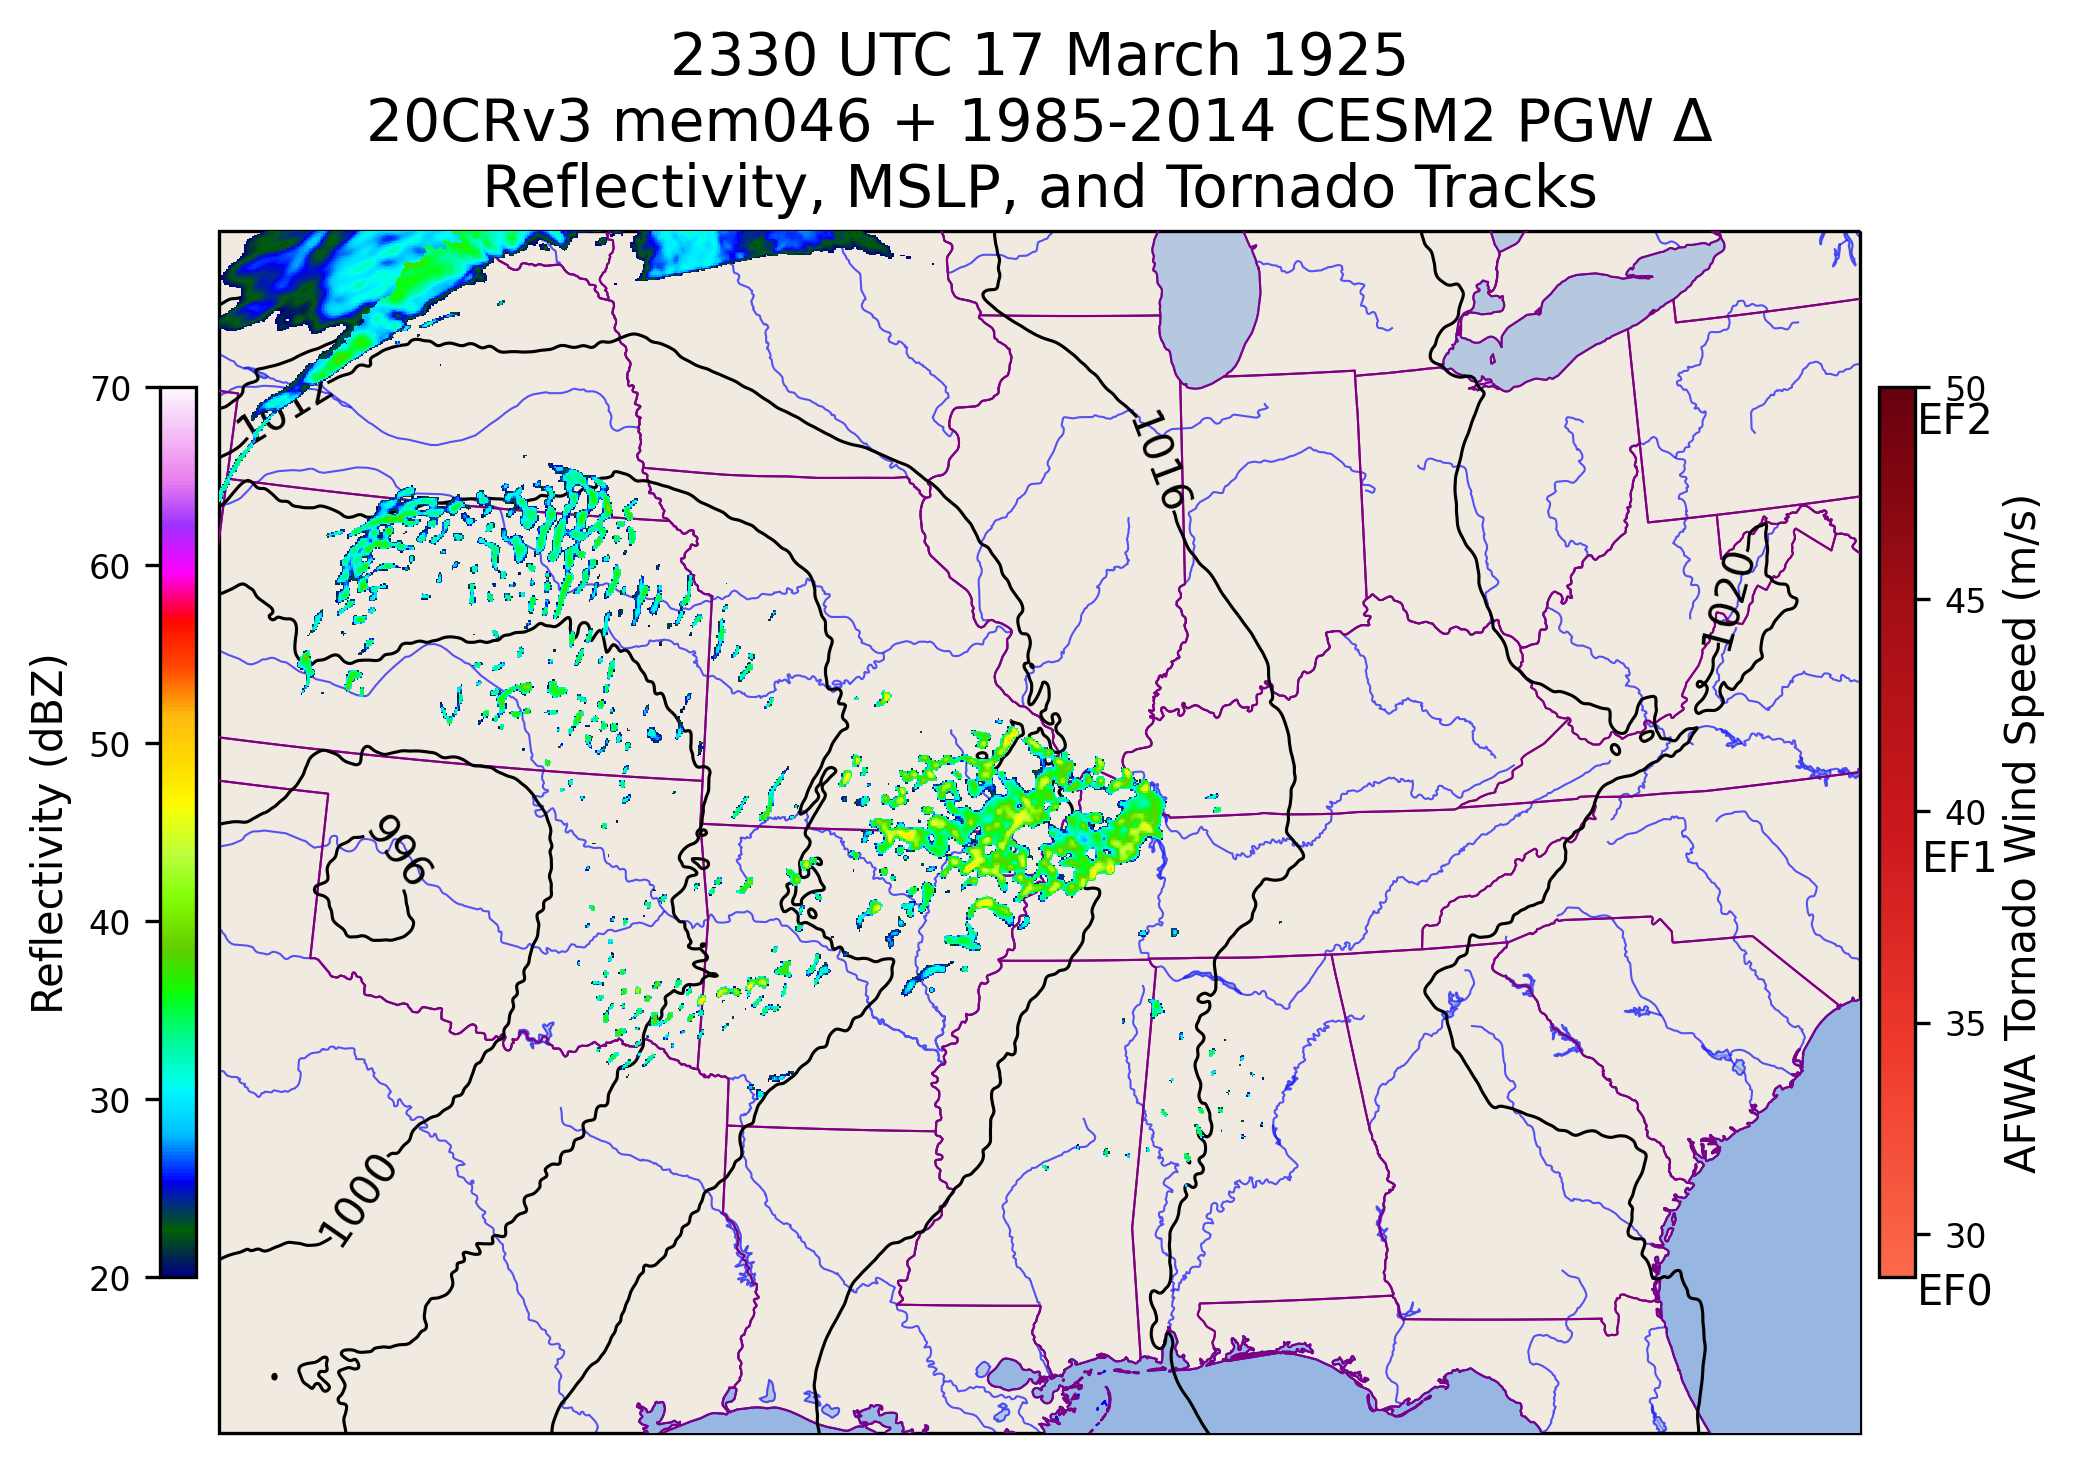 2330 UTC 17 March 1925
20CRv3 mem046 + 1985-2014 CESM2 PGW Δ
Reflectivity, MSLP, and Tornado Tracks
70
60
50
40
30
20
Reflectivity (dBZ)
1012
1016
1020
996
1000
50
EF2
45
40
EF1
35
30
EF0
AFWA Tornado Wind Speed (m/s)